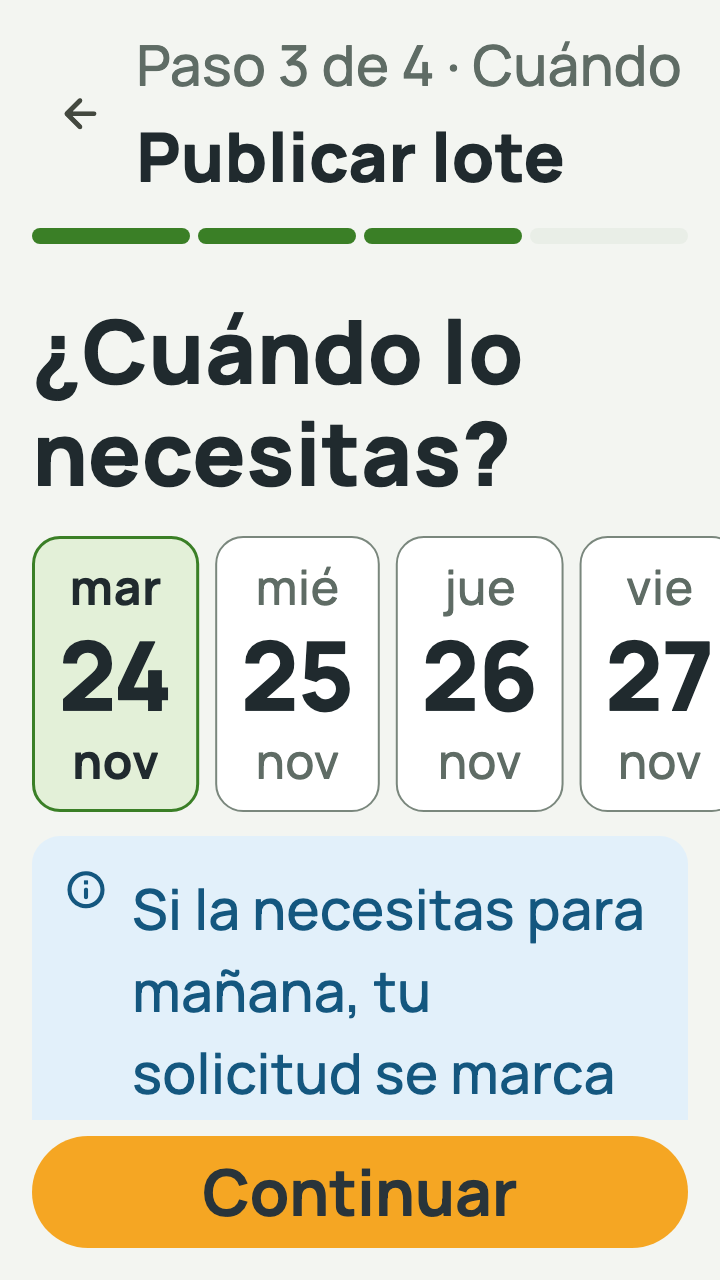 Paso 3 de 4 · Cuándo
Publicar lote
¿Cuándo lo
necesitas?
mar
24
nov
mié
25
nov
jue
26
nov
vie
27
nov
Si la necesitas para
mañana, tu
solicitud se marca
Continuar